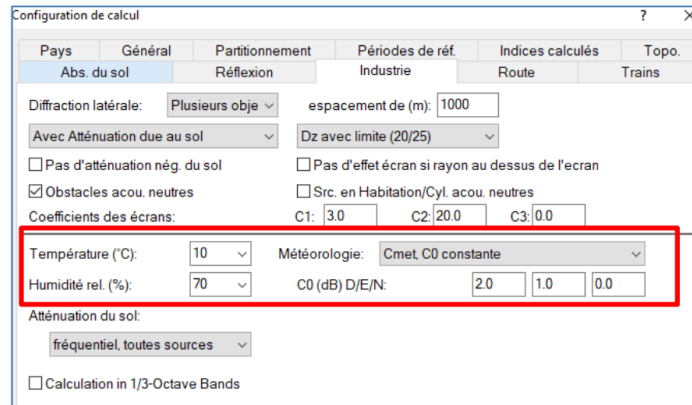 Configuration de calcul ? ×
Pays Général Partitionnement Périodes de réf. Indices calculés Topo.
Abs. du sol Réflexion Industrie Route Trains
Diffraction latérale: Plusieurs obje espacement de (m): 1000
Avec Atténuation due au sol Dz avec limite (20/25)
Pas d'atténuation nég. du sol Pas d'effet écran si rayon au dessus de l'ecran
Obstacles acou. neutres Src. en Habitation/Cyl. acou. neutres
Coefficients des écrans: C1: 3.0 C2: 20.0 C3: 0.0
Température (°C): 10 Météorologie: Cmet, C0 constante
Humidité rel. (%): 70 C0 (dB) D/E/N: 2.0 1.0 0.0
Atténuation du sol:
fréquentiel, toutes sources
Calculation in 1/3-Octave Bands